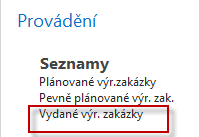 Provádění
Seznamy
Plánované výr.zakázky
Pevně plánované výr. zak.
Vydané výr. zakázky